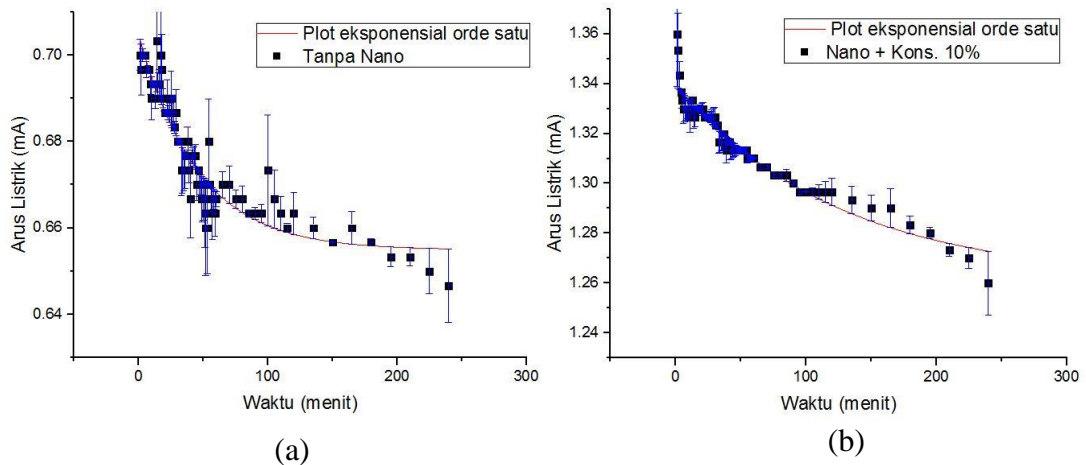 Plot eksponensial orde satu
Tanpa Nano
Arus Listrik (mA)
0.70
0.68
0.66
0.64
0
100
200
300
Waktu (menit)
(a)
Plot eksponensial orde satu
Nano + Kons. 10%
Arus Listrik (mA)
1.36
1.34
1.32
1.30
1.28
1.26
1.24
0
100
200
300
Waktu (menit)
(b)